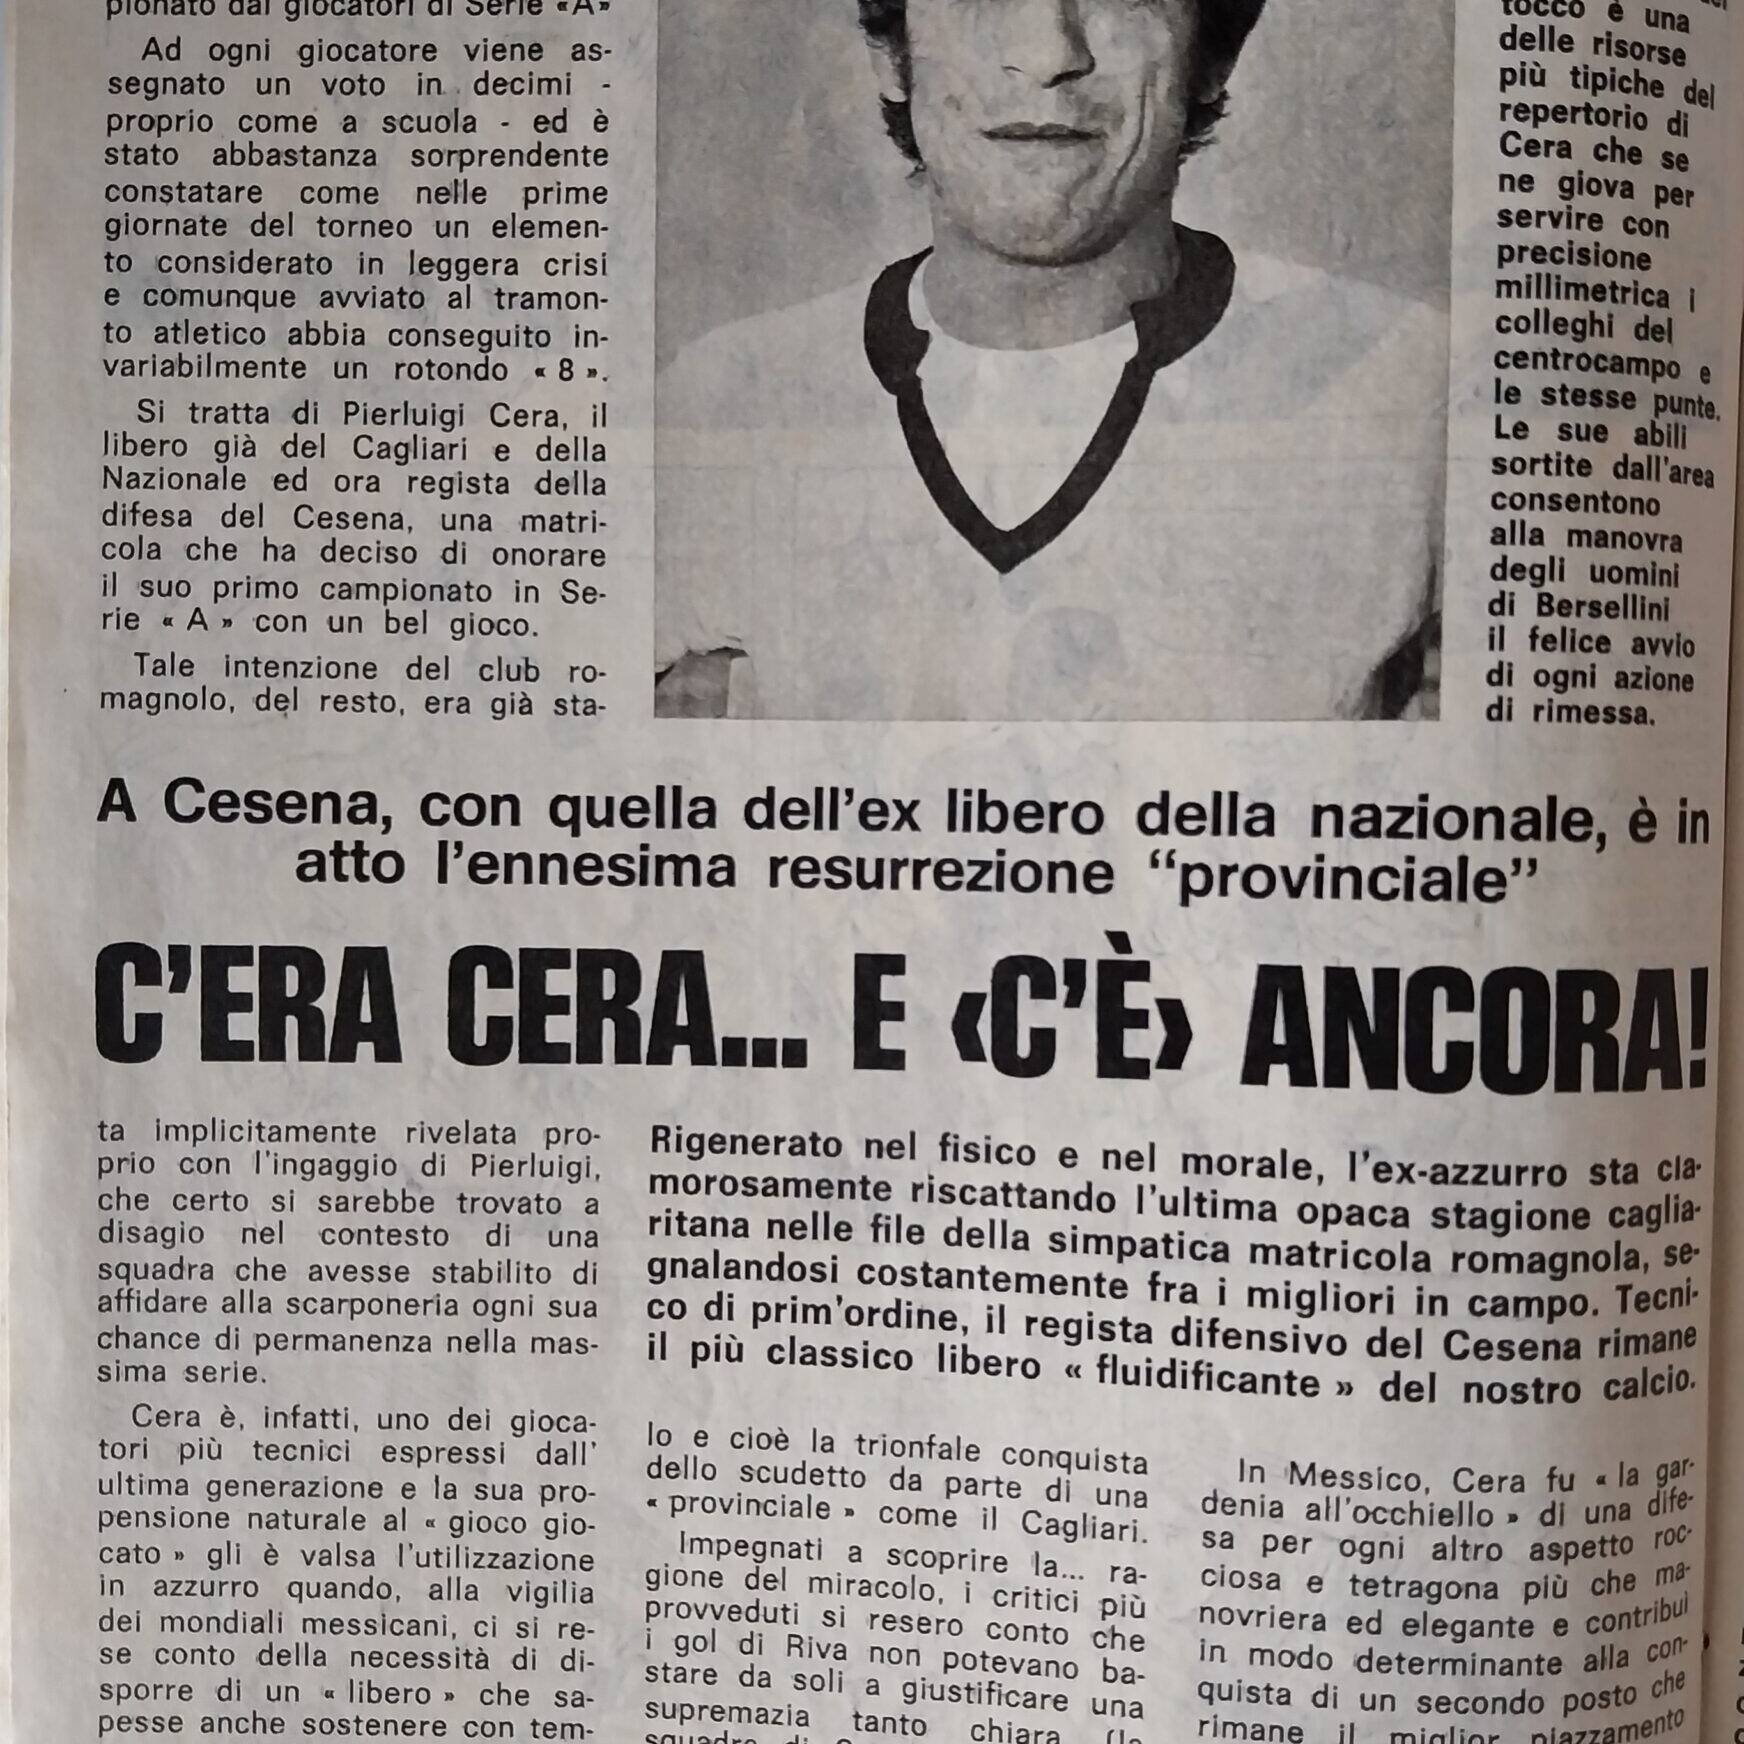 pionato dai giocatori di Serie «A»
Ad ogni giocatore viene as-
segnato un voto in decimi -
proprio come a scuola - ed è
stato abbastanza sorprendente
constatare come nelle prime
giornate del torneo un elemen-
to considerato in leggera crisi
e comunque avviato al tramon-
to atletico abbia conseguito in-
variabilmente un rotondo « 8 ».
Si tratta di Pierluigi Cera, il
libero già del Cagliari e della
Nazionale ed ora regista della
difesa del Cesena, una matri-
cola che ha deciso di onorare
il suo primo campionato in Se-
rie « A » con un bel gioco.
Tale intenzione del club ro-
magnolo, del resto, era già sta-
tocco è una
delle risorse
più tipiche del
repertorio di
Cera che se
ne giova per
servire con
precisione
millimetrica i
colleghi del
centrocampo e
le stesse punte.
Le sue abili
sortite dall'area
consentono
alla manovra
degli uomini
di Bersellini
il felice avvio
di ogni azione
di rimessa.
A Cesena, con quella dell'ex libero della nazionale, è in
atto l'ennesima resurrezione “provinciale”
C'ERA CERA... E ‹C'È› ANCORA!
ta implicitamente rivelata pro-
prio con l'ingaggio di Pierluigi,
che certo si sarebbe trovato a
disagio nel contesto di una
squadra che avesse stabilito di
affidare alla scarponeria ogni sua
chance di permanenza nella mas-
sima serie.
Cera è, infatti, uno dei gioca-
tori più tecnici espressi dall'
ultima generazione e la sua pro-
pensione naturale al « gioco gio-
cato » gli è valsa l'utilizzazione
in azzurro quando, alla vigilia
dei mondiali messicani, ci si re-
se conto della necessità di di-
sporre di un « libero » che sa-
pesse anche sostenere con tem-
Rigenerato nel fisico e nel morale, l'ex-azzurro sta cla-
morosamente riscattando l'ultima opaca stagione caglia-
ritana nelle file della simpatica matricola romagnola, se-
gnalandosi costantemente fra i migliori in campo. Tecni-
co di prim'ordine, il regista difensivo del Cesena rimane
il più classico libero « fluidificante » del nostro calcio.
lo e cioè la trionfale conquista
dello scudetto da parte di una
« provinciale » come il Cagliari.
Impegnati a scoprire la... ra-
gione del miracolo, i critici più
provveduti si resero conto che
i gol di Riva non potevano ba-
stare da soli a giustificare una
supremazia tanto chiara (la
squadra di
In Messico, Cera fu « la gar-
denia all'occhiello » di una dife-
sa per ogni altro aspetto roc-
ciosa e tetragona più che ma-
novriera ed elegante e contribuì
in modo determinante alla con-
quista di un secondo posto che
rimane il miglior piazzamento